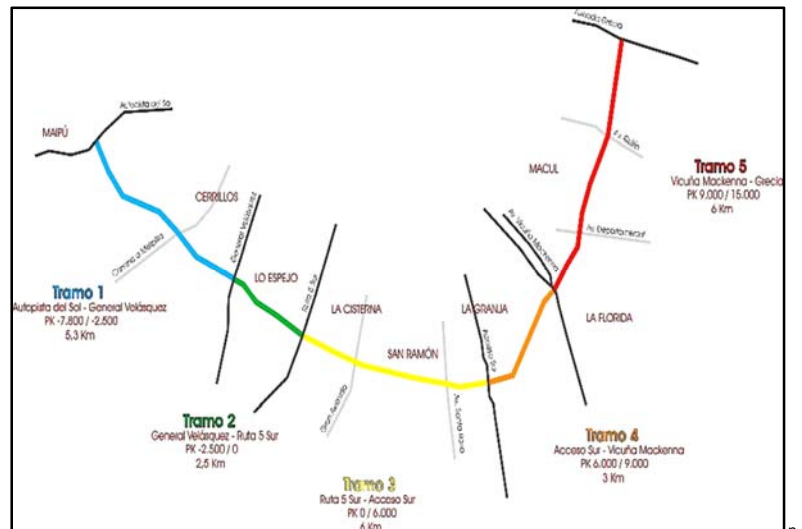 Autopista del Sol
MAIPÚ
CERRILLOS
Camino a Melipilla
General Velásquez
LO ESPEJO
Ruta 5 Sur
LA CISTERNA
Gran Avenida
SAN RAMÓN
Av. Santa Rosa
LA GRANJA
Acceso Sur
Av. Vicuña Mackenna
LA FLORIDA
Av. Departamental
MACUL
Tramo 1
Autopista del Sol - General Velásquez
PK -7.800 / -2.500
5,3 Km
Tramo 2
General Velásquez - Ruta 5 Sur
PK -2.500 / 0
2,5 Km
Tramo 3
Ruta 5 Sur - Acceso Sur
PK 0 / 6.000
6 Km
Tramo 4
Acceso Sur - Vicuña Mackenna
PK 6.000 / 9.000
3 Km
Tramo 5
Vicuña Mackenna - Grecia
PK 9.000 / 15.000
6 Km